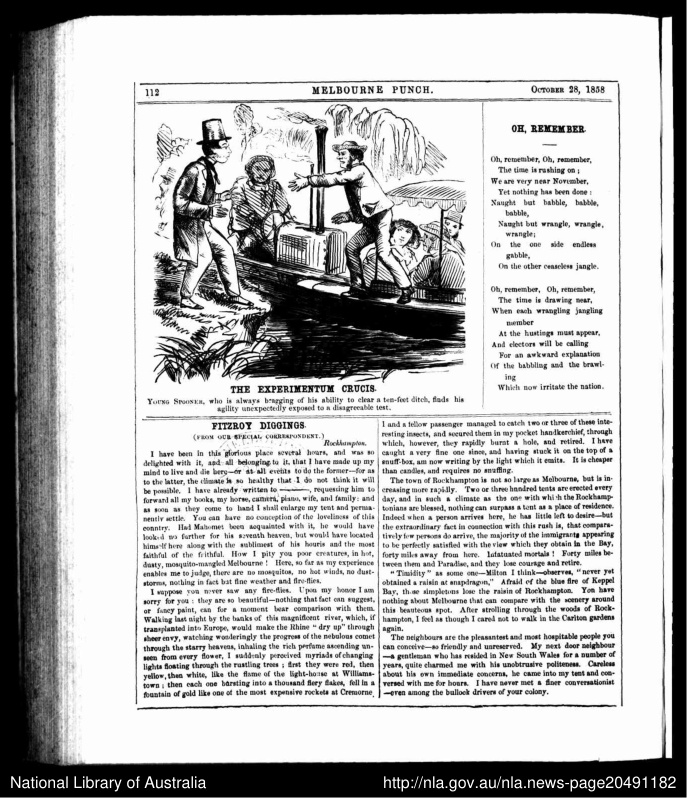 112
MELBOURNE PUNCH.
OCTOBER 28, 1858
THE EXPERIMENTUM CRUCIS.
YOUNG SPOONER, who is always bragging of his ability to clear a ten-feet ditch, finds his
agility unexpectedly exposed to a disagreeable test.
OH, REMEMBER.
Oh, remember, Oh, remember,
The time is rushing on;
We are very near November,
Yet nothing has been done:
Naught but babble, babble,
babble,
Naught but wrangle, wrangle,
wrangle;
On the one side endless
gabble,
On the other ceaseless jangle.
Oh, remember, Oh, remember,
The time is drawing near,
When each wrangling jangling
member
At the hustings must appear,
And electors will be calling
For an awkward explanation
Of the babbling and the brawl-
ing
Which now irritate the nation.
FITZROY DIGGINGS.
(FROM OUR SPECIAL CORRESPONDENT.)
Rockhampton.
I have been in this glorious place several hours, and was so
delighted with it, and all belonging to it, that I have made up my
mind to live and die here—or at all events to do the former—for as
to the latter, the climate is so healthy that I do not think it will
be possible. I have already written to ———, requesting him to
forward all my books, my horse, camera, piano, wife, and family: and
as soon as they come to hand I shall enlarge my tent and perma-
nently settle. You can have no conception of the loveliness of this
country. Had Mahomet been acquainted with it, he would have
looked no further for his seventh heaven, but would have located
himself here along with the sublimest of his houris and the most
faithful of the faithful. How I pity you poor creatures, in hot,
dusty, mosquito-mangled Melbourne! Here, so far as my experience
enables me to judge, there are no mosquitos, no hot winds, no dust-
storms, nothing in fact but fine weather and fire-flies.
I suppose you never saw any fire-flies. Upon my honor I am
sorry for you: they are so beautiful—nothing that fact can suggest,
or fancy paint, can for a moment bear comparison with them.
Walking last night by the banks of this magnificent river, which, if
transplanted into Europe, would make the Rhine "dry up" through
sheer envy, watching wonderingly the progress of the nebulous comet
through the starry heavens, inhaling the rich perfume ascending un-
seen from every flower, I suddenly perceived myriads of changing
lights floating through the rustling trees; first they were red, then
yellow, then white, like the flame of the light-house at Williams-
town; then each one bursting into a thousand fiery flakes, fell in a
fountain of gold like one of the most expensive rockets at Cremorne.
I and a fellow passenger managed to catch two or three of these inte-
resting insects, and secured them in my pocket handkerchief, through
which, however, they rapidly burnt a hole, and retired. I have
caught a very fine one since, and having stuck it on the top of a
snuff-box, am now writing by the light which it emits. It is cheaper
than candles, and requires no snuffing.
The town of Rockhampton is not so large as Melbourne, but is in-
creasing more rapidly. Two or three hundred tents are erected every
day, and in such a climate as the one with which the Rockhamp-
tonians are blessed, nothing can surpass a tent as a place of residence.
Indeed when a person arrives here, he has little left to desire—but
the extraordinary fact in connection with this rush is, that compara-
tively few persons do arrive, the majority of the immigrants appearing
to be perfectly satisfied with the view which they obtain in the Bay,
forty miles away from here. Infatuated mortals! Forty miles be-
tween them and Paradise, and they lose courage and retire.
"Timidity" as some one—Milton I think—observes, "never yet
obtained a raisin at snapdragon." Afraid of the blue fire of Keppel
Bay, these simpletons lose the raisin of Rockhampton. You have
nothing about Melbourne that can compare with the scenery around
this beauteous spot. After strolling through the woods of Rock-
hampton, I feel as though I cared not to walk in the Carlton gardens
again.
The neighbours are the pleasantest and most hospitable people you
can conceive—so friendly and unreserved. My next door neighbour
—a gentleman who has resided in New South Wales for a number of
years, quite charmed me with his unobtrusive politeness. Careless
about his own immediate concerns, he came into my tent and con-
versed with me for hours. I have never met a finer conversationist
—even among the bullock drivers of your colony.
National Library of Australia
http://nla.gov.au/nla.news-page20491182